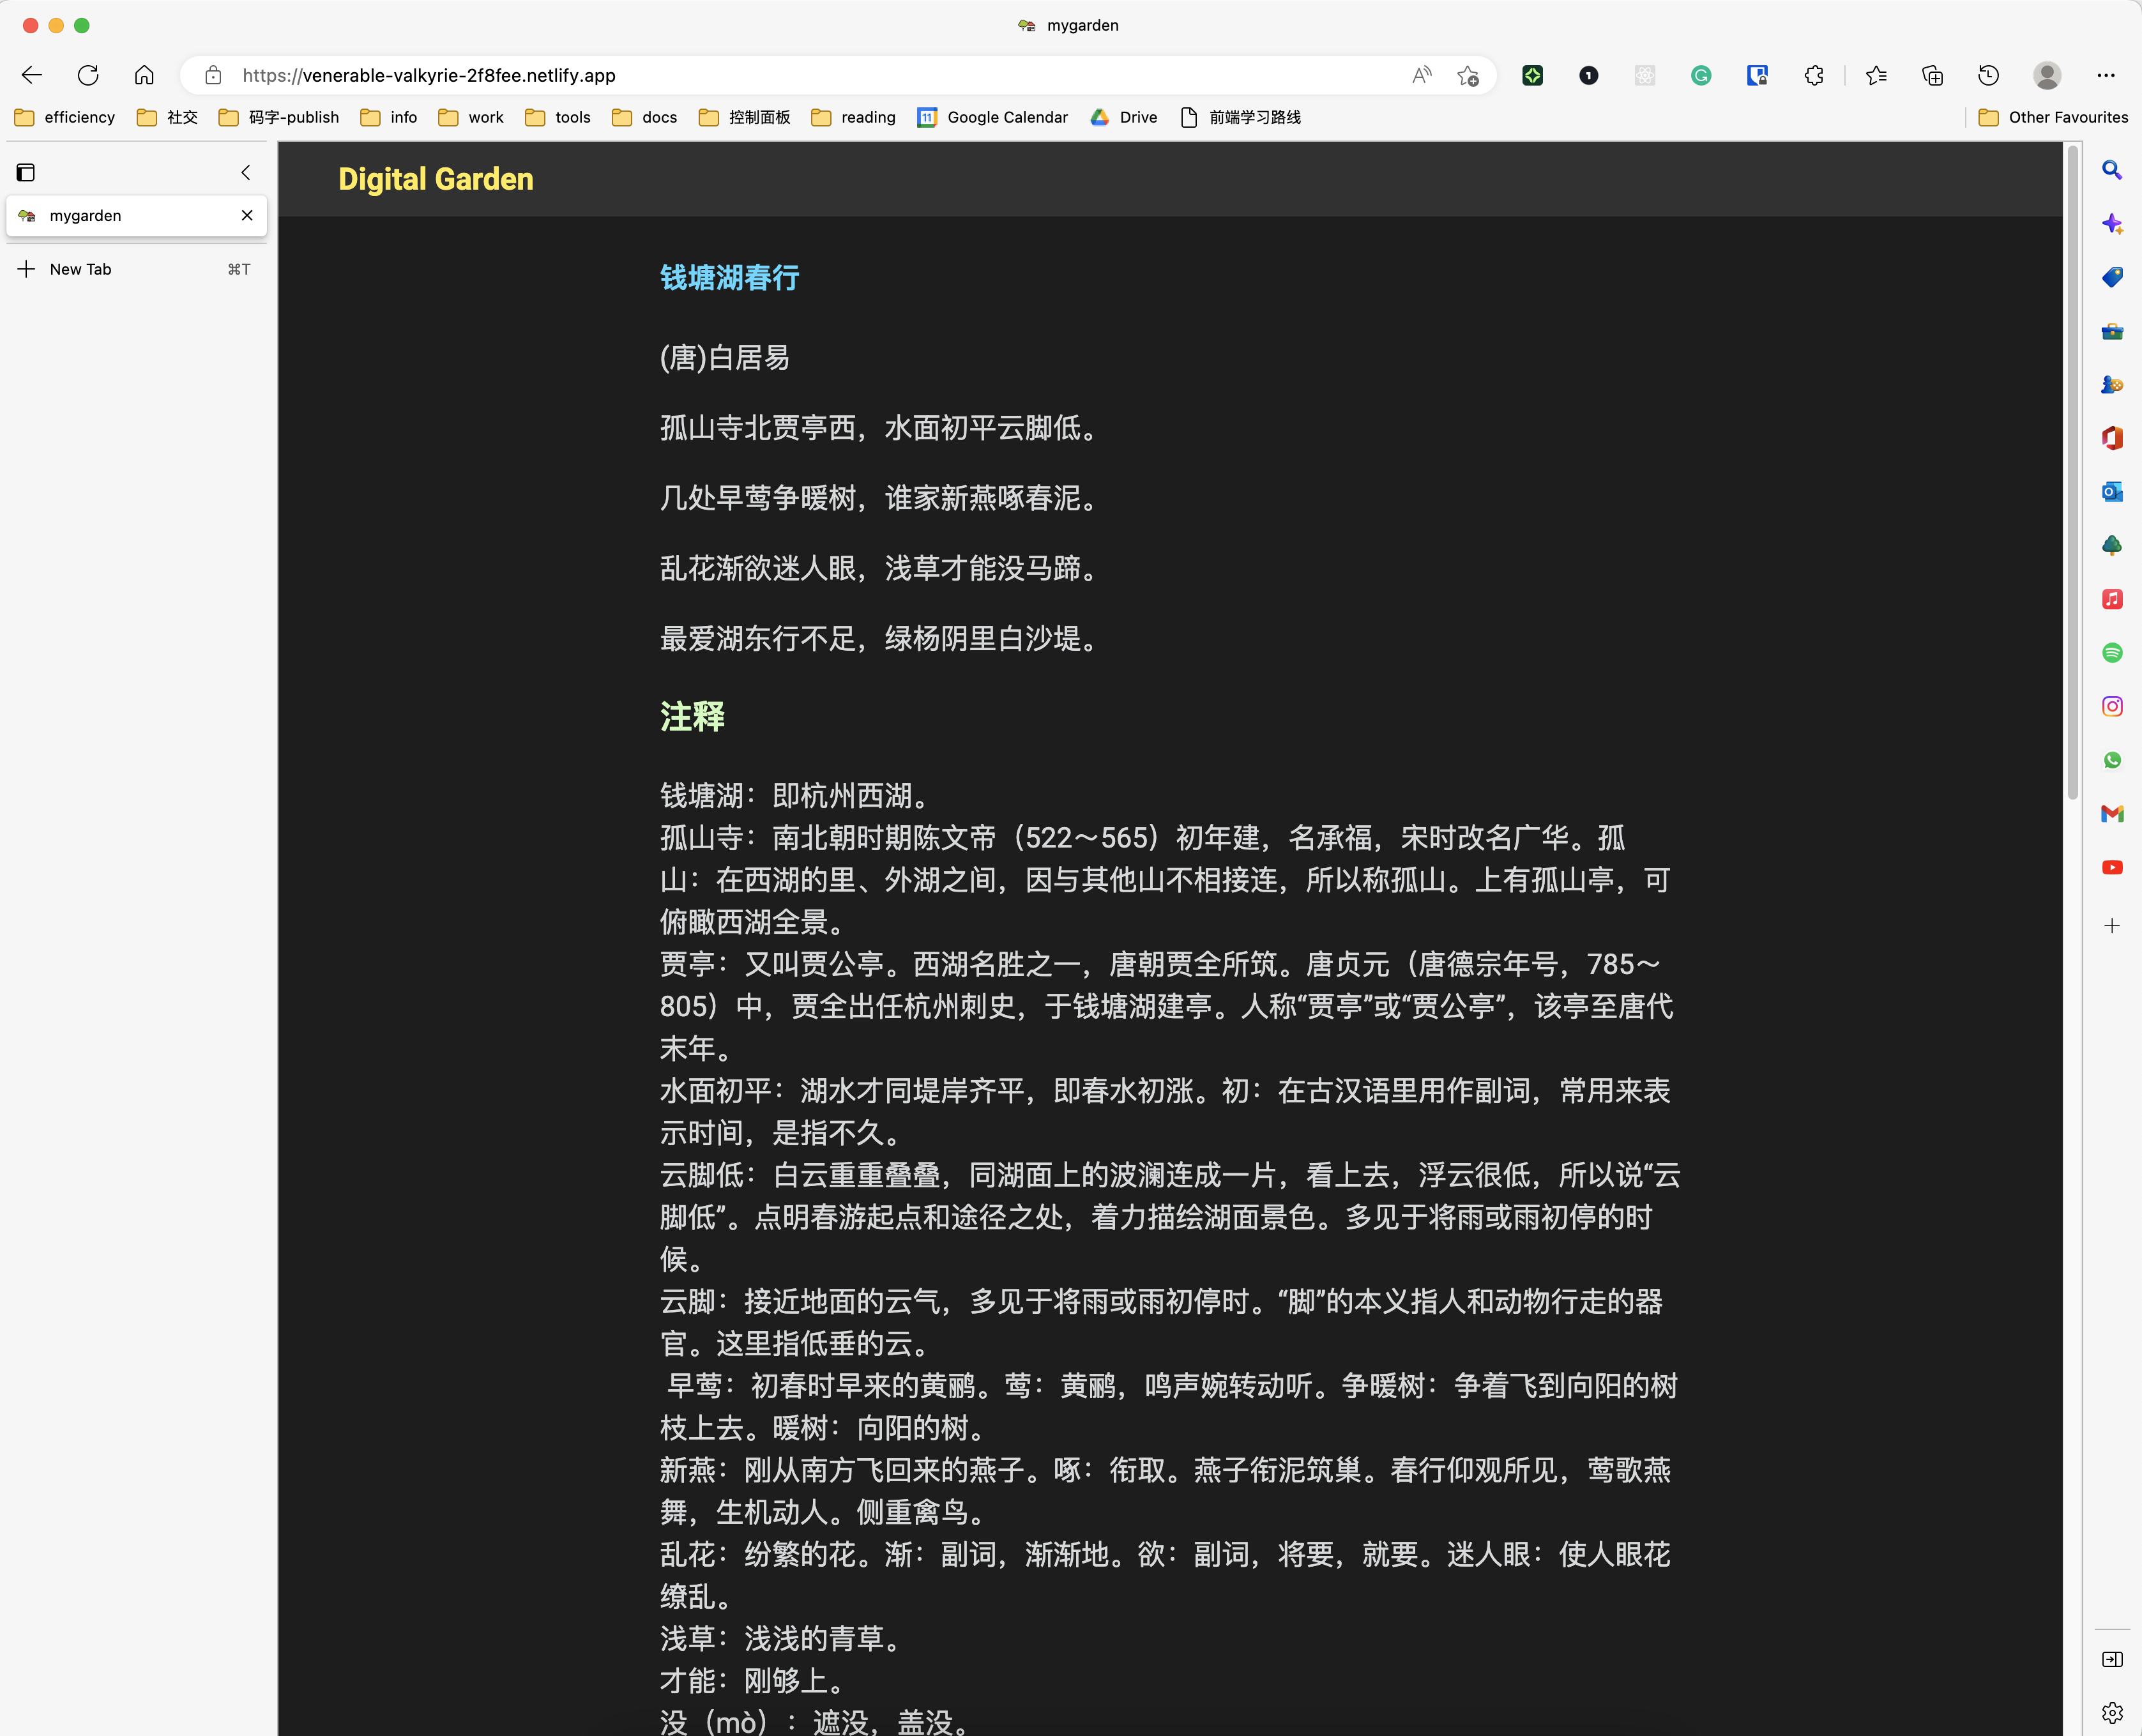 mygarden
https://venerable-valkyrie-2f8fee.netlify.app
efficiency 社交 码字-publish info work tools docs 控制面板 reading 11 Google Calendar Drive 前端学习路线 Other Favourites
mygarden
New Tab ⌘T
Digital Garden
钱塘湖春行
(唐)白居易
孤山寺北贾亭西，水面初平云脚低。
几处早莺争暖树，谁家新燕啄春泥。
乱花渐欲迷人眼，浅草才能没马蹄。
最爱湖东行不足，绿杨阴里白沙堤。
注释
钱塘湖：即杭州西湖。
孤山寺：南北朝时期陈文帝（522～565）初年建，名承福，宋时改名广华。孤
山：在西湖的里、外湖之间，因与其他山不相接连，所以称孤山。上有孤山亭，可
俯瞰西湖全景。
贾亭：又叫贾公亭。西湖名胜之一，唐朝贾全所筑。唐贞元（唐德宗年号，785～
805）中，贾全出任杭州刺史，于钱塘湖建亭。人称“贾亭”或“贾公亭”，该亭至唐代
末年。
水面初平：湖水才同堤岸齐平，即春水初涨。初：在古汉语里用作副词，常用来表
示时间，是指不久。
云脚低：白云重重叠叠，同湖面上的波澜连成一片，看上去，浮云很低，所以说“云
脚低”。点明春游起点和途径之处，着力描绘湖面景色。多见于将雨或雨初停的时
候。
云脚：接近地面的云气，多见于将雨或雨初停时。“脚”的本义指人和动物行走的器
官。这里指低垂的云。
早莺：初春时早来的黄鹂。莺：黄鹂，鸣声婉转动听。争暖树：争着飞到向阳的树
枝上去。暖树：向阳的树。
新燕：刚从南方飞回来的燕子。啄：衔取。燕子衔泥筑巢。春行仰观所见，莺歌燕
舞，生机动人。侧重禽鸟。
乱花：纷繁的花。渐：副词，渐渐地。欲：副词，将要，就要。迷人眼：使人眼花
缭乱。
浅草：浅浅的青草。
才能：刚够上。
没（mò）：遮没，盖没。